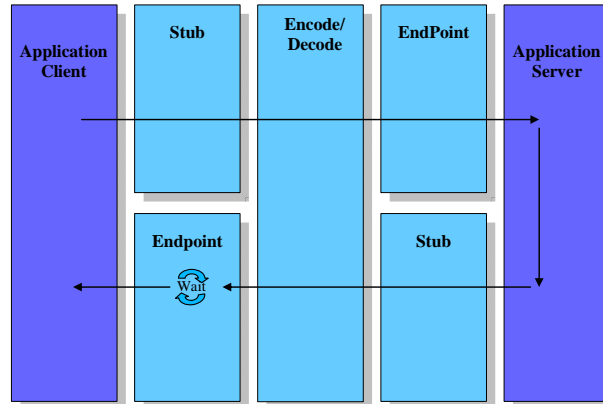 Application
Client
Stub
Encode/
Decode
EndPoint
Application
Server
Endpoint
Wait
Stub